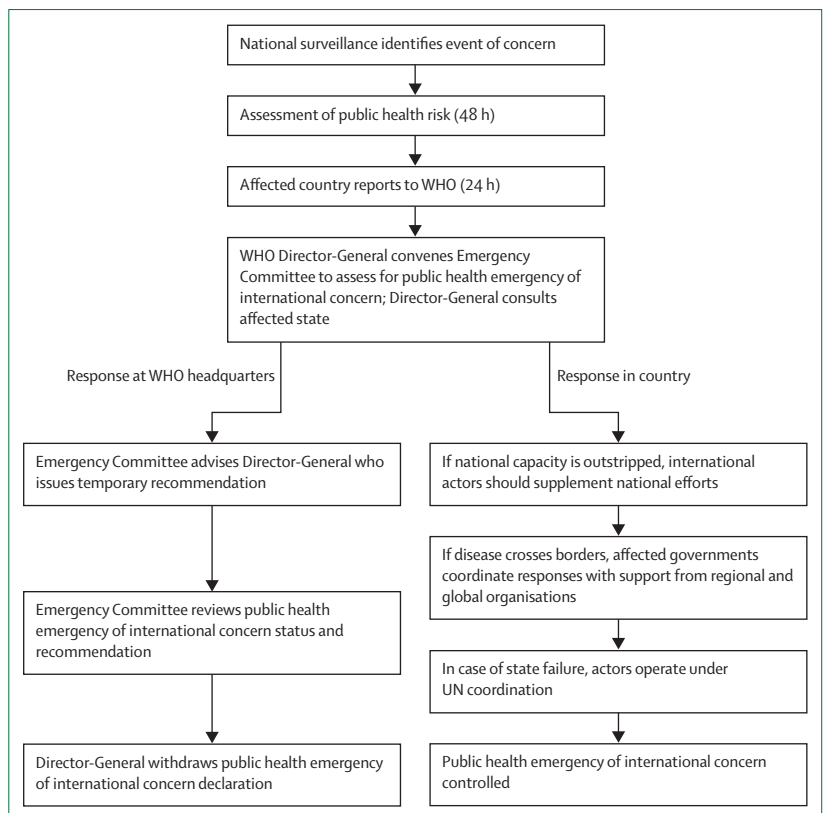 National surveillance identifies event of concern
Assessment of public health risk (48 h)
Affected country reports to WHO (24 h)
WHO Director-General convenes Emergency
Committee to assess for public health emergency of
international concern; Director-General consults
affected state
Response at WHO headquarters
Response in country
Emergency Committee advises Director-General who
issues temporary recommendation
Emergency Committee reviews public health
emergency of international concern status and
recommendation
Director-General withdraws public health emergency
of international concern declaration
If national capacity is outstripped, international
actors should supplement national efforts
If disease crosses borders, affected governments
coordinate responses with support from regional and
global organisations
In case of state failure, actors operate under
UN coordination
Public health emergency of international concern
controlled